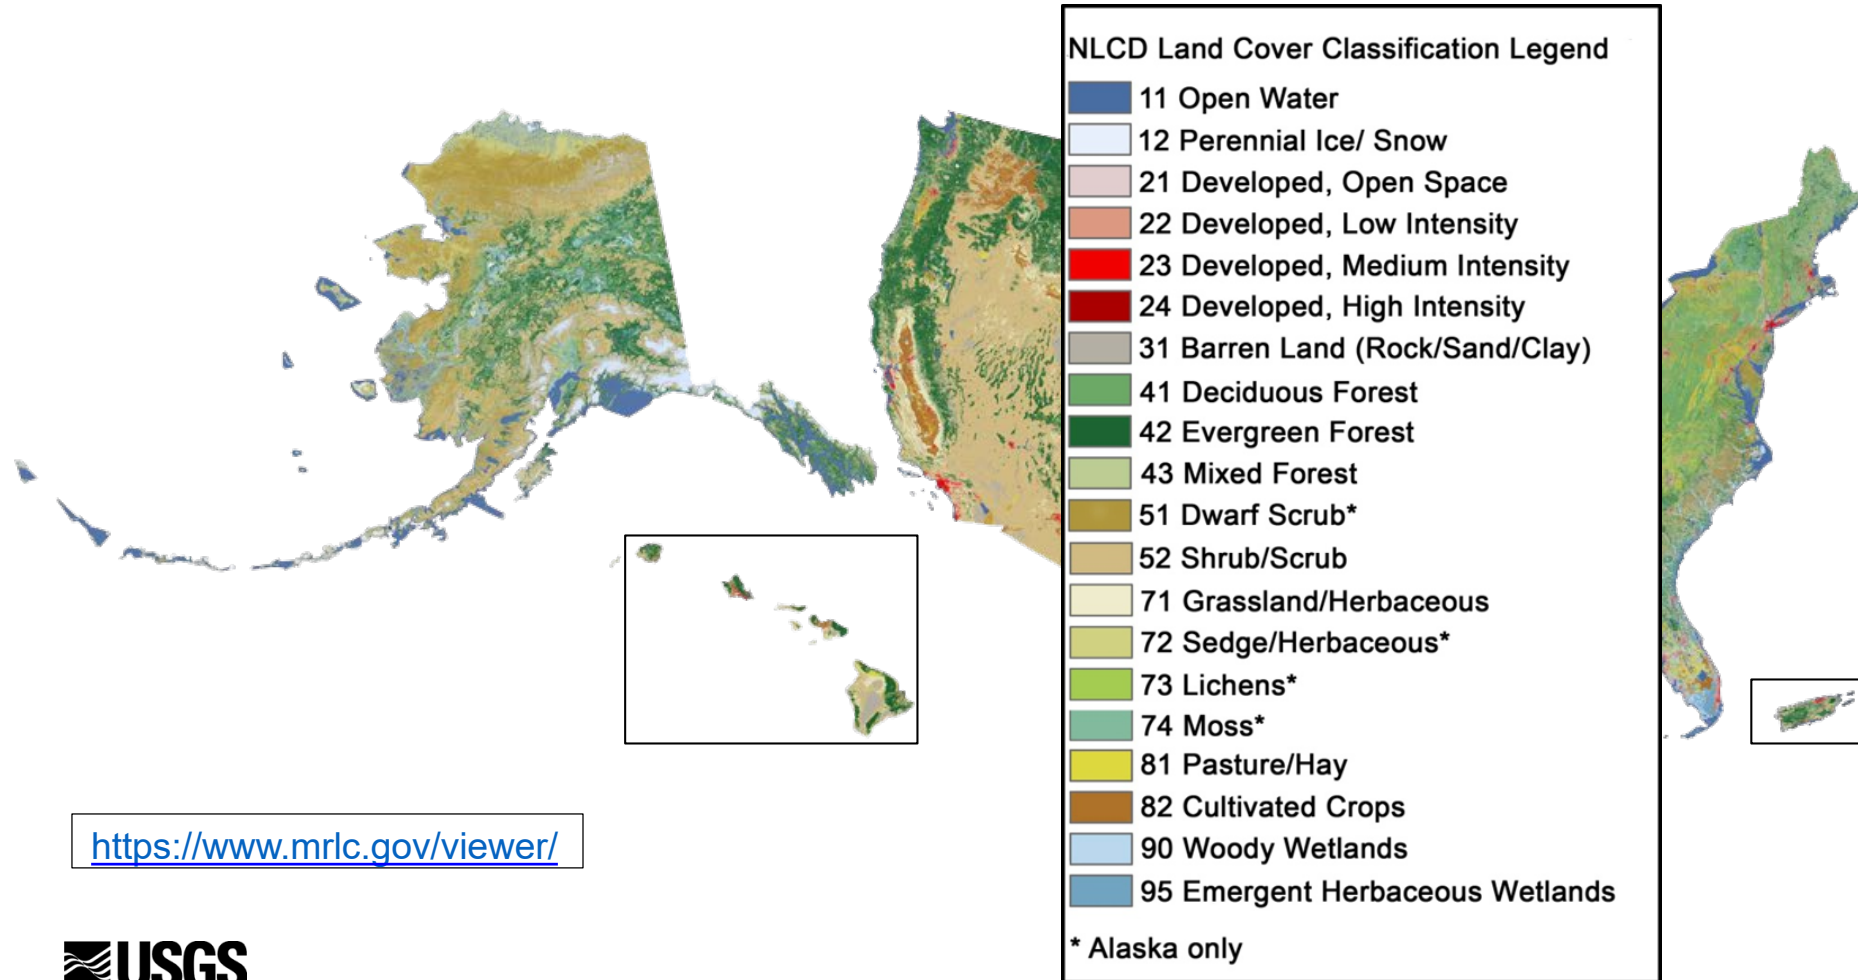 NLCD Land Cover Classification Legend
11 Open Water
12 Perennial Ice/ Snow
21 Developed, Open Space
22 Developed, Low Intensity
23 Developed, Medium Intensity
24 Developed, High Intensity
31 Barren Land (Rock/Sand/Clay)
41 Deciduous Forest
42 Evergreen Forest
43 Mixed Forest
51 Dwarf Scrub*
52 Shrub/Scrub
71 Grassland/Herbaceous
72 Sedge/Herbaceous*
73 Lichens*
74 Moss*
81 Pasture/Hay
82 Cultivated Crops
90 Woody Wetlands
95 Emergent Herbaceous Wetlands
* Alaska only
https://www.mrlc.gov/viewer/
USGS